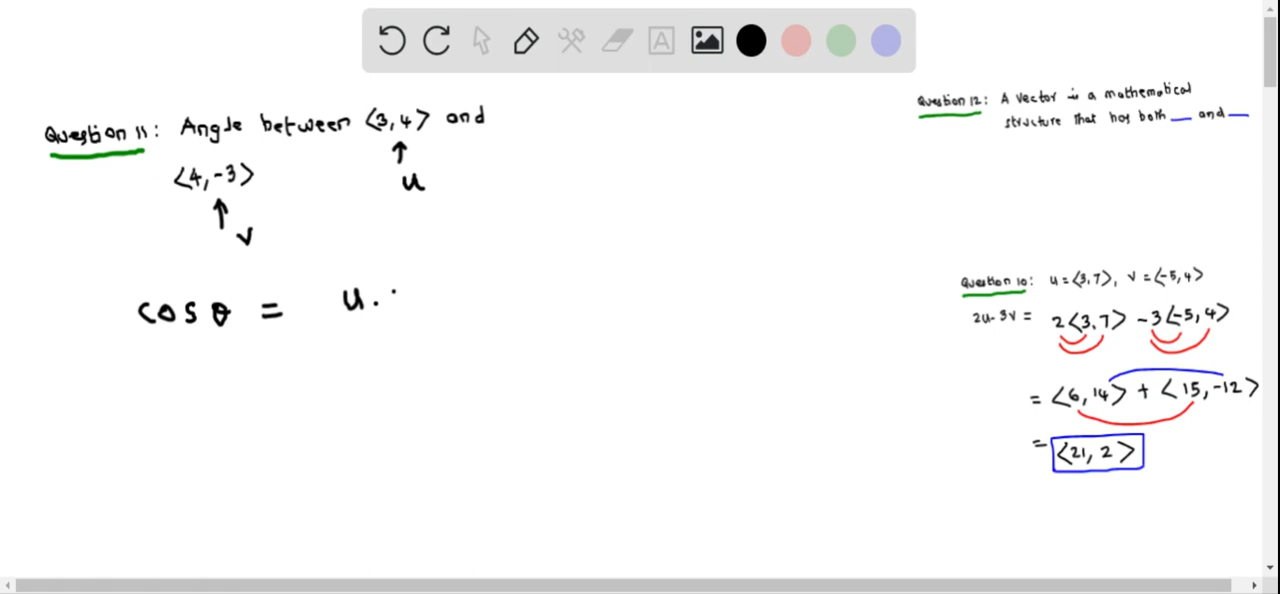 Question 11: Angle between <3,4> and
<4,-3>
u
v
cos θ = u.
Question 12: A vector is a mathematical
structure that has both __ and __
Question 10: u = <3,7>, v = <-5,4>
2u-3v = 2<3,7> -3<-5,4>
= <6,14> + <15,-12>
= <21, 2>